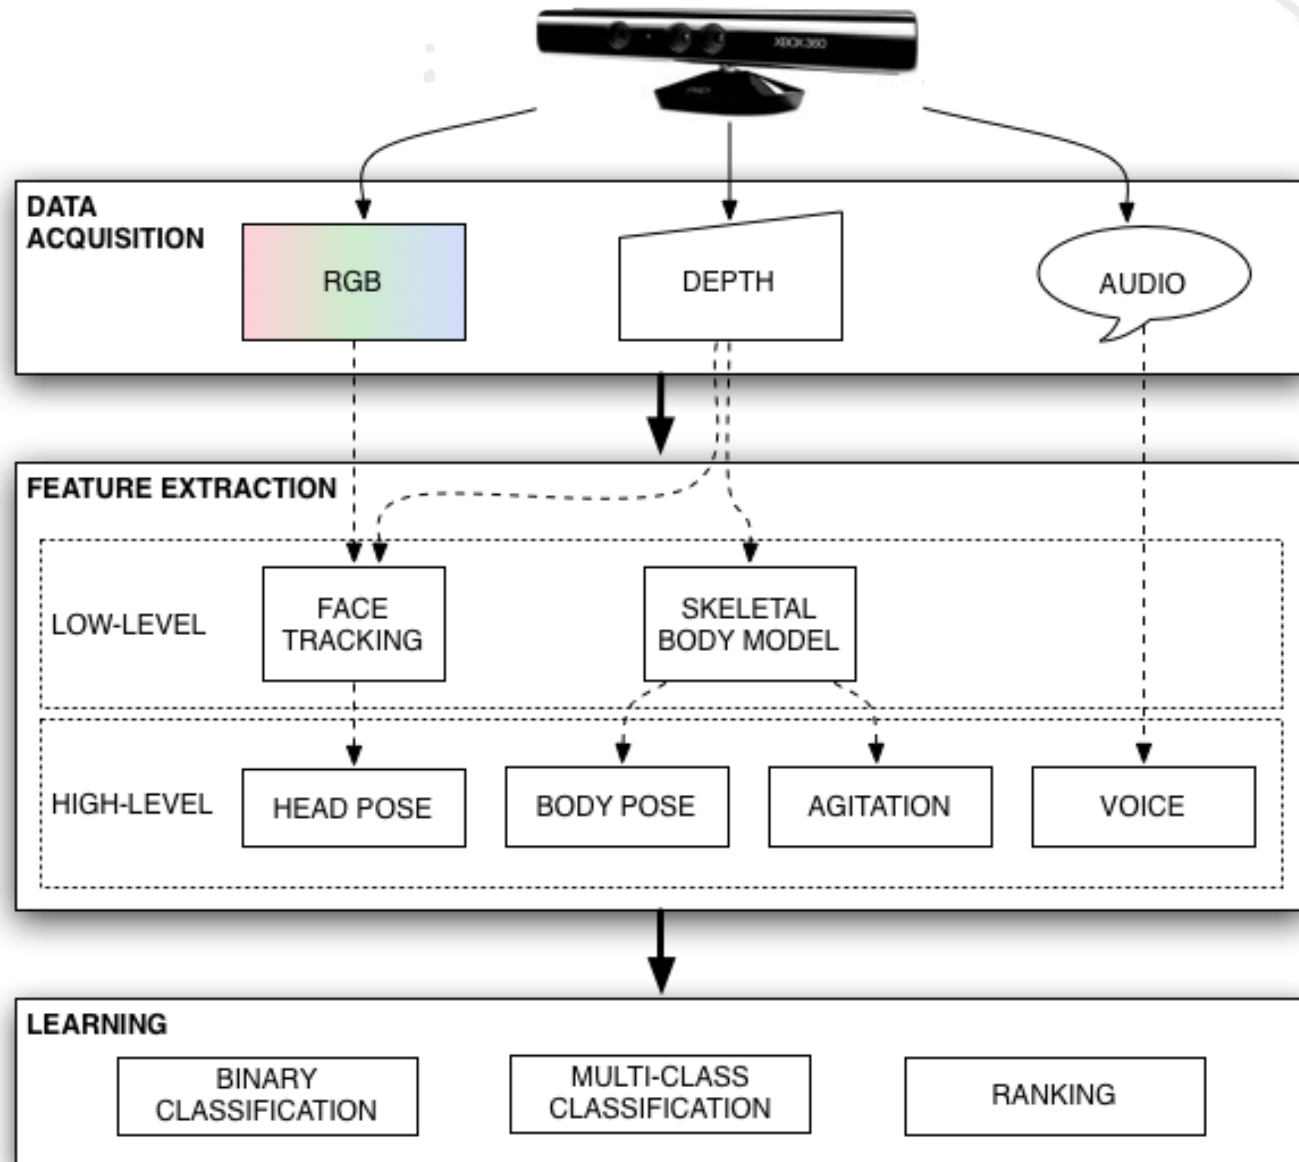 XBOX 360
DATA
ACQUISITION
RGB
DEPTH
AUDIO
FEATURE EXTRACTION
LOW-LEVEL
FACE
TRACKING
SKELETAL
BODY MODEL
HIGH-LEVEL
HEAD POSE
BODY POSE
AGITATION
VOICE
LEARNING
BINARY
CLASSIFICATION
MULTI-CLASS
CLASSIFICATION
RANKING